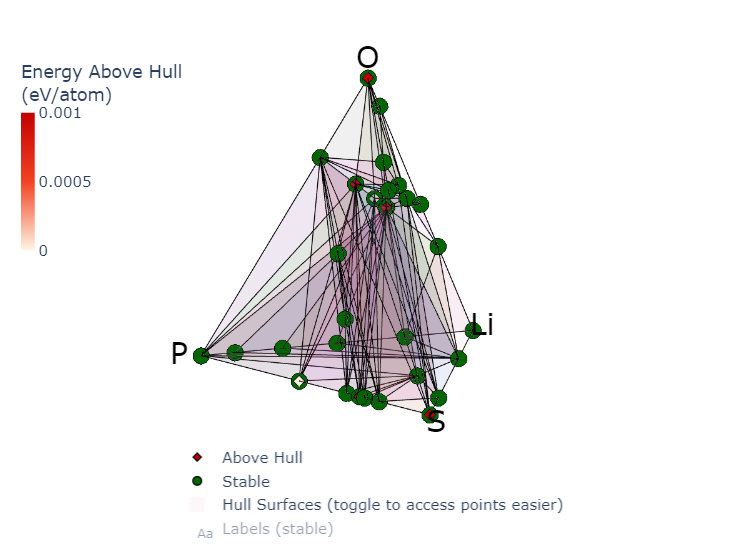 O
Energy Above Hull
(eV/atom)
0.001
0.0005
0
Li
P
S
Above Hull
Stable
Hull Surfaces (toggle to access points easier)
Aa Labels (stable)